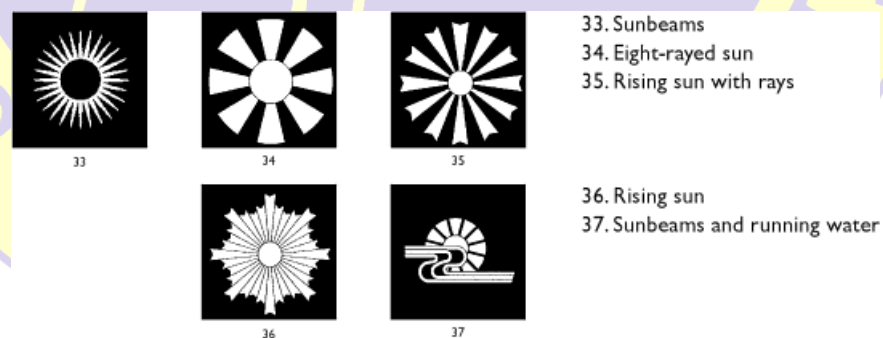 33. Sunbeams
34. Eight-rayed sun
35. Rising sun with rays
33
34
35
36. Rising sun
37. Sunbeams and running water
36
37